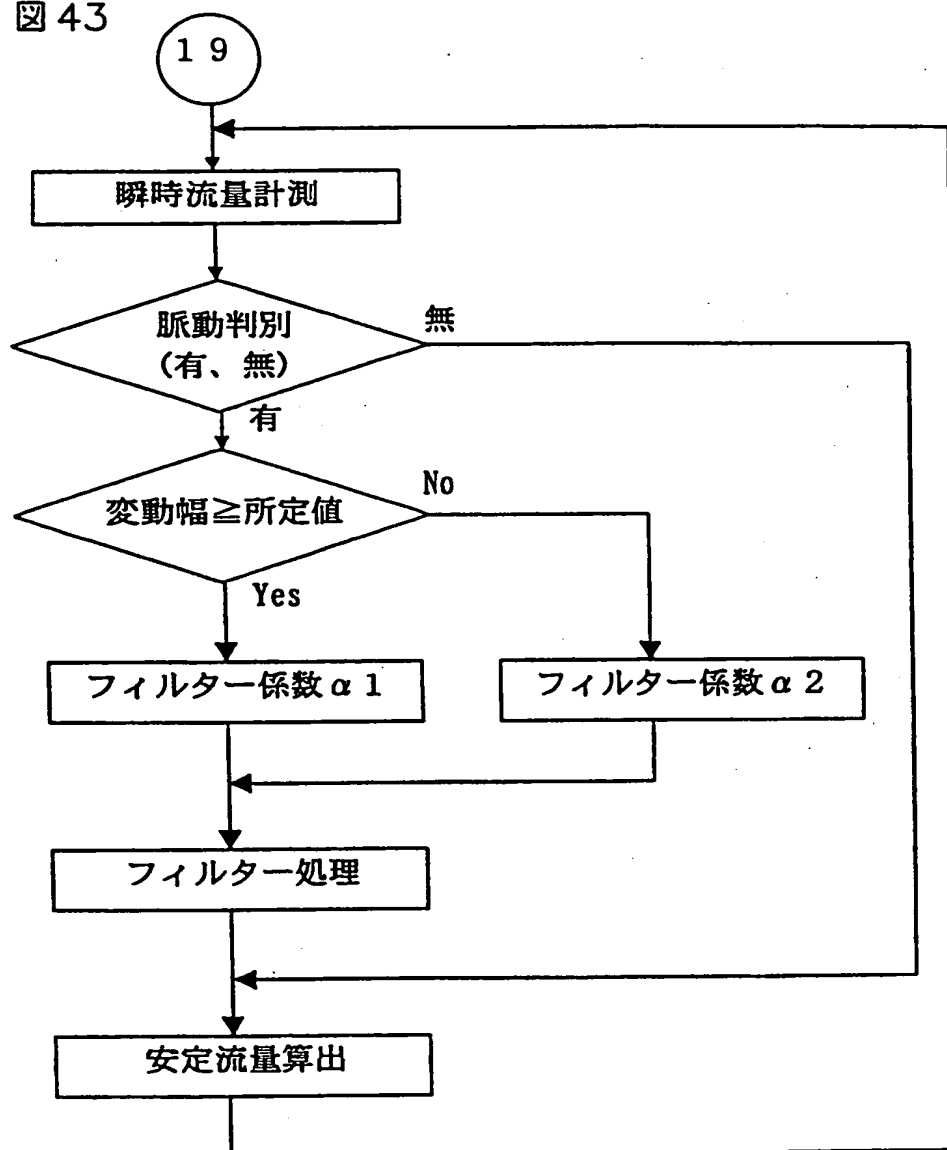 図 43
１９
瞬時流量計測
脈動判別
(有、無)
無
有
変動幅≧所定値
No
Yes
フィルター係数α１
フィルター係数α２
フィルター処理
安定流量算出